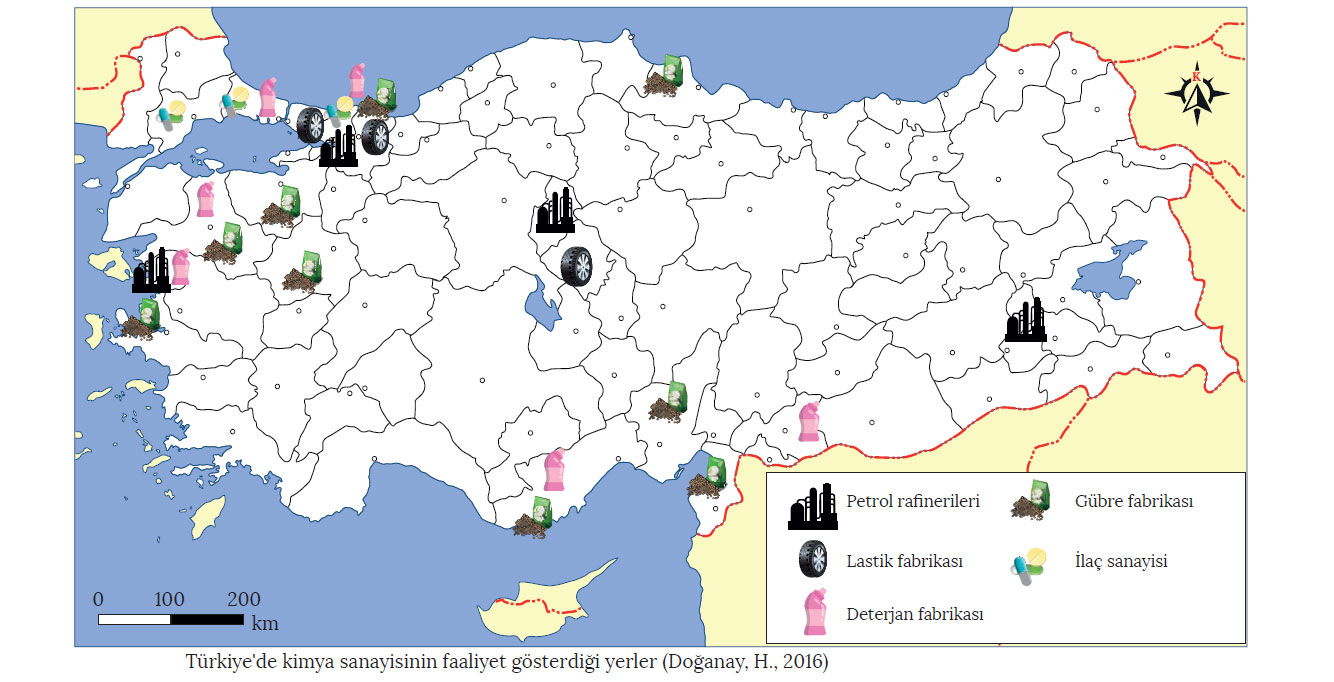 K
Petrol rafinerileri
Gübre fabrikası
Lastik fabrikası
İlaç sanayisi
Deterjan fabrikası
0 100 200
km
Türkiye'de kimya sanayisinin faaliyet gösterdiği yerler (Doğanay, H., 2016)